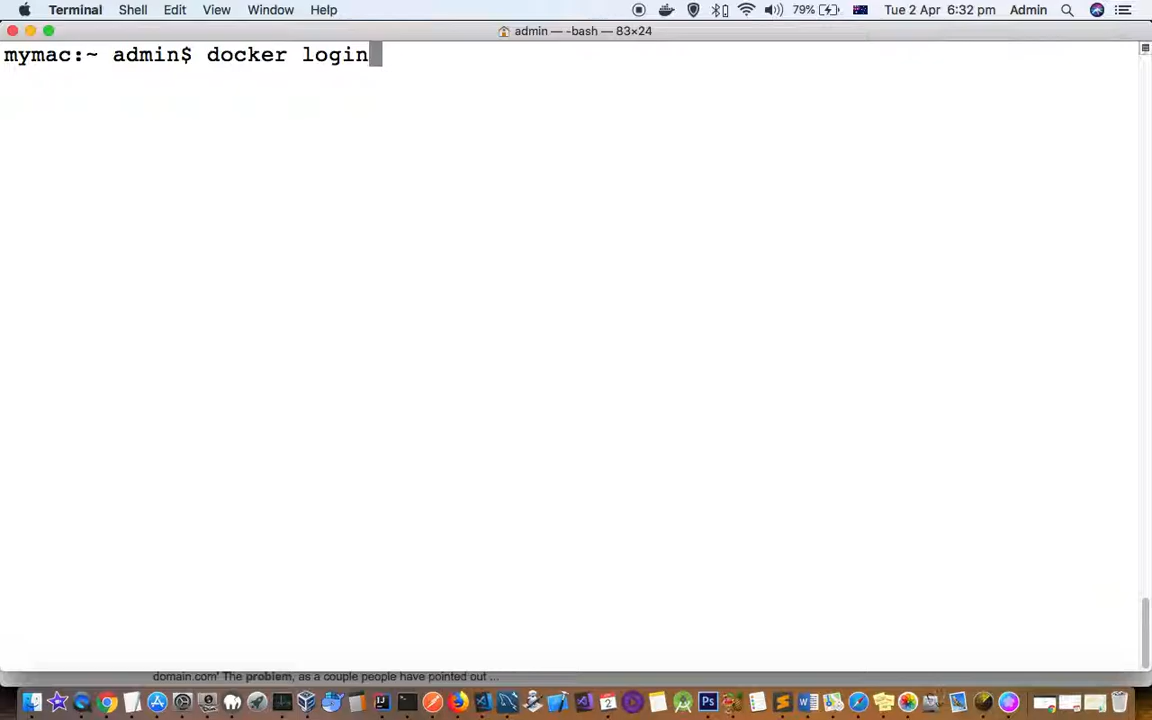 Terminal Shell Edit View Window Help 79% Tue 2 Apr 6:32 pm Admin
admin — -bash — 83×24
mymac:~ admin$ docker login
domain.com' The problem, as a couple people have pointed out ...